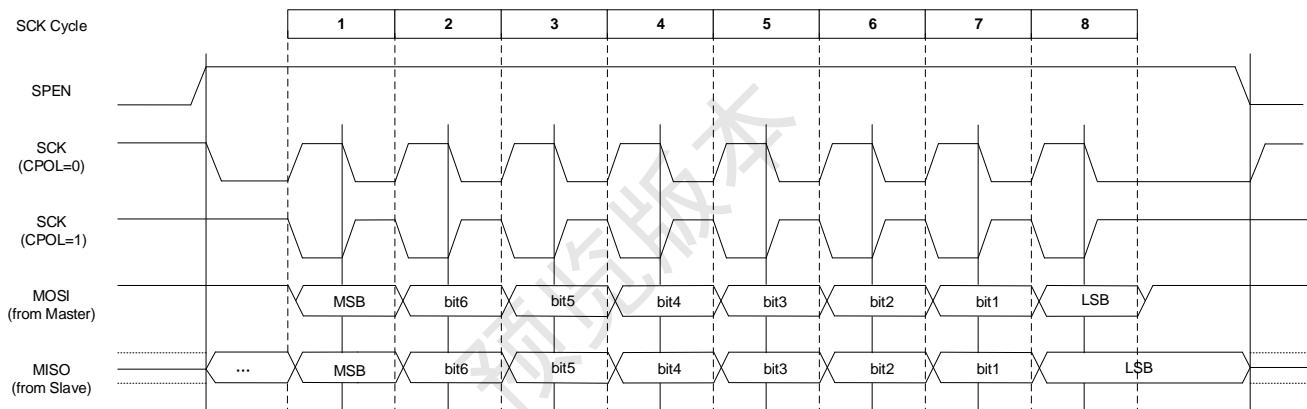 SCK Cycle 1 2 3 4 5 6 7 8
SPEN
SCK
(CPOL=0)
SCK
(CPOL=1)
MOSI
(from Master)
MSB bit6 bit5 bit4 bit3 bit2 bit1 LSB
MISO
(from Slave)
... MSB bit6 bit5 bit4 bit3 bit2 bit1 LSB
预览版本